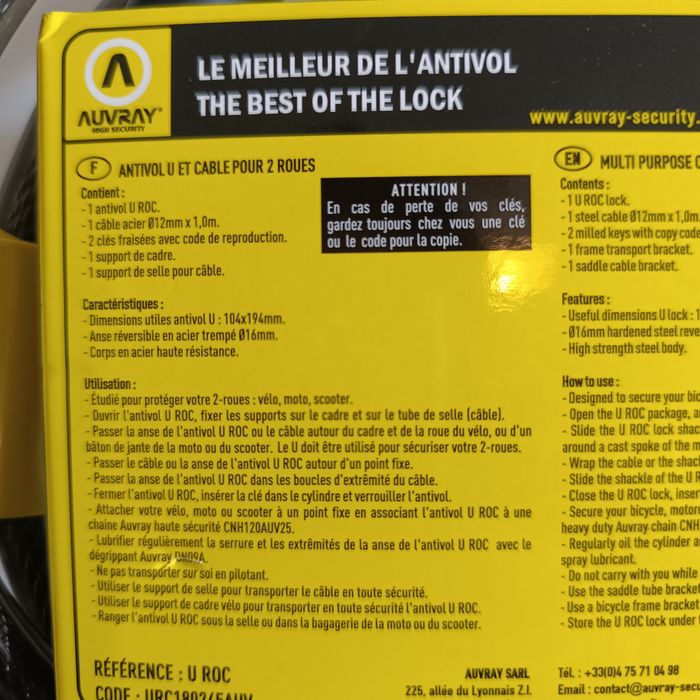 AUVRAY®
HIGH SECURITY
LE MEILLEUR DE L'ANTIVOL
THE BEST OF THE LOCK
www.auvray-security.
F ANTIVOL U ET CABLE POUR 2 ROUES
Contient :
- 1 antivol U ROC.
- 1 câble acier Ø12mm x 1,0m.
- 2 clés fraisées avec code de reproduction.
- 1 support de cadre.
- 1 support de selle pour câble.
ATTENTION !
En cas de perte de vos clés,
gardez toujours chez vous une clé
ou le code pour la copie.
Caractéristiques :
- Dimensions utiles antivol U : 104x194mm.
- Anse réversible en acier trempé Ø16mm.
- Corps en acier haute résistance.
Utilisation :
- Étudié pour protéger votre 2-roues : vélo, moto, scooter.
- Ouvrir l'antivol U ROC, fixer les supports sur le cadre et sur le tube de selle (câble).
- Passer la anse de l'antivol U ROC ou le câble autour du cadre et de la roue du vélo, ou d'un
bâton de jante de la moto ou du scooter. Le U doit être utilisé pour sécuriser votre 2-roues.
- Passer le câble ou la anse de l'antivol U ROC autour d'un point fixe.
- Passer la anse de l'antivol U ROC dans les boucles d'extrêmité du câble.
- Fermer l'antivol U ROC, insérer la clé dans le cylindre et verrouiller l'antivol.
- Attacher votre vélo, moto ou scooter à un point fixe en associant l'antivol U ROC à une
chaine Auvray haute sécurité CNH120AUV25.
- Lubrifier régulièrement la serrure et les extrêmités de la anse de l'antivol U ROC avec le
dégrippant Auvray DN09A.
- Ne pas transporter sur soi en pilotant.
- Utiliser le support de selle pour transporter le câble en toute sécurité.
- Utiliser le support de cadre vélo pour transporter en toute sécurité l'antivol U ROC.
- Ranger l'antivol U ROC sous la selle ou dans la bagagerie de la moto ou du scooter.
RÉFÉRENCE : U ROC
CODE : URC180245AUV
AUVRAY SARL
225, allée du Lyonnais Z.I.
EN MULTI PURPOSE
Contents :
- 1 U ROC lock.
- 1 steel cable Ø12mm x 1,0m.
- 2 milled keys with copy code
- 1 frame transport bracket.
- 1 saddle cable bracket.
Features :
- Useful dimensions U lock : 1
- Ø16mm hardened steel reve
- High strength steel body.
How to use :
- Designed to secure your bic
- Open the U ROC package, a
- Slide the U ROC lock shac
around a cast spoke of the m
- Wrap the cable or the shac
- Slide the shackle of the U R
- Close the U ROC lock, inse
- Secure your bicycle, motor
heavy duty Auvray chain CNH
- Regularly oil the cylinder a
spray lubricant.
- Do not carry with you while
- Use the saddle tube bracket
- Use a bicycle frame bracket
- Store the U ROC lock under
Tél. : +33(0)4 75 71 04 98
Email : contact@auvray-secu